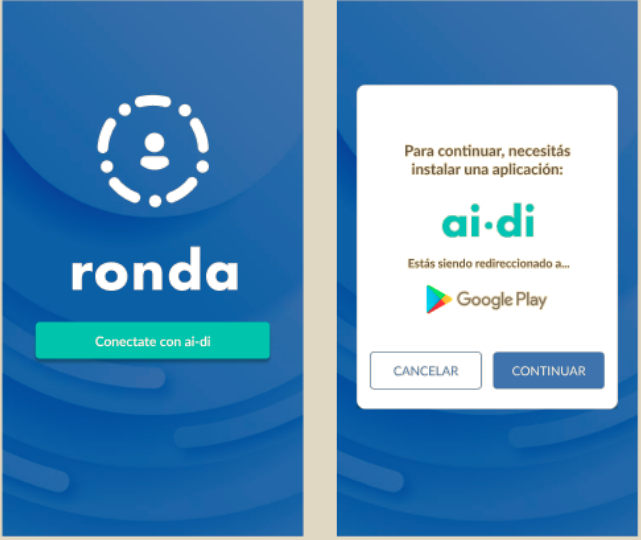 ronda
Conectate con ai-di
Para continuar, necesitás
instalar una aplicación:
ai·di
Estás siendo redireccionado a...
Google Play
CANCELAR
CONTINUAR